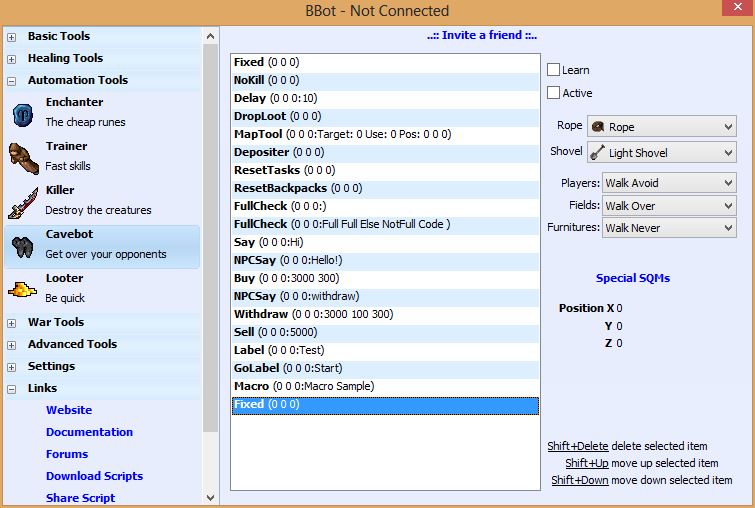 BBot - Not Connected
Basic Tools
Healing Tools
Automation Tools
Enchanter
The cheap runes
Trainer
Fast skills
Killer
Destroy the creatures
Cavebot
Get over your opponents
Looter
Be quick
War Tools
Advanced Tools
Settings
Links
Website
Documentation
Forums
Download Scripts
Share Script
..:: Invite a friend ::..
Fixed (0 0 0)
NoKill (0 0 0)
Delay (0 0 0:10)
DropLoot (0 0 0)
MapTool (0 0 0:Target: 0 Use: 0 Pos: 0 0 0)
Depositer (0 0 0)
ResetTasks (0 0 0)
ResetBackpacks (0 0 0)
FullCheck (0 0 0:)
FullCheck (0 0 0:Full Full Else NotFull Code )
Say (0 0 0:Hi)
NPCSay (0 0 0:Hello!)
Buy (0 0 0:3000 300)
NPCSay (0 0 0:withdraw)
Withdraw (0 0 0:3000 100 300)
Sell (0 0 0:5000)
Label (0 0 0:Test)
GoLabel (0 0 0:Start)
Macro (0 0 0:Macro Sample)
Fixed (0 0 0)
Learn
Active
Rope Rope
Shovel Light Shovel
Players: Walk Avoid
Fields: Walk Over
Furnitures: Walk Never
Special SQMs
Position X 0
Y 0
Z 0
Shift+Delete delete selected item
Shift+Up move up selected item
Shift+Down move down selected item